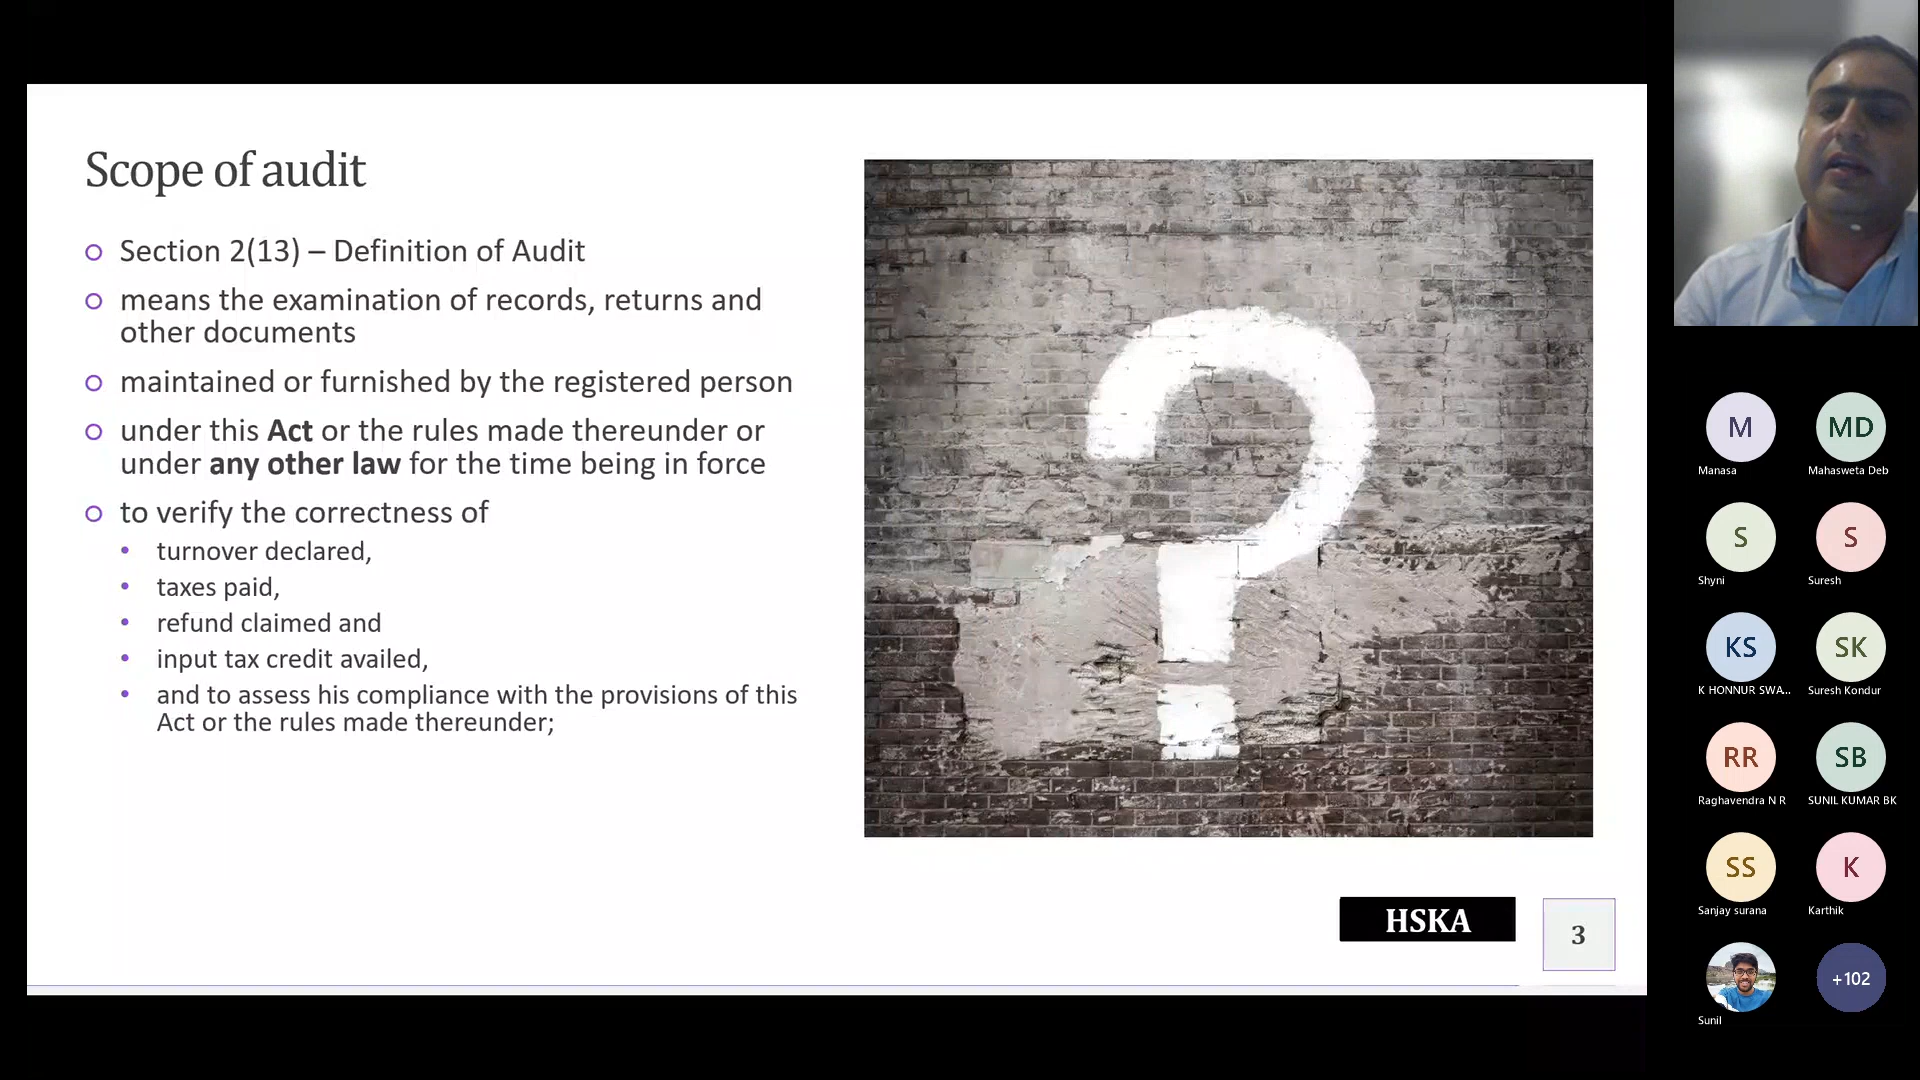 Scope of audit
Section 2(13) – Definition of Audit
means the examination of records, returns and
other documents
maintained or furnished by the registered person
under this Act or the rules made thereunder or
under any other law for the time being in force
to verify the correctness of
turnover declared,
taxes paid,
refund claimed and
input tax credit availed,
and to assess his compliance with the provisions of this
Act or the rules made thereunder;
HSKA
3
M
MD
Manasa
Mahasweta Deb
S
S
Shyni
Suresh
KS
SK
K HONNUR SWA...
Suresh Kondur
RR
SB
Raghavendra N R
SUNIL KUMAR BK
SS
K
Sanjay surana
Karthik
+102
Sunil